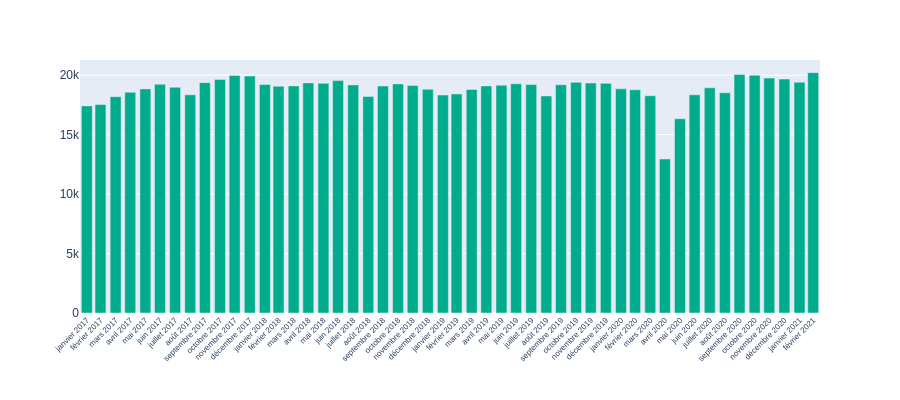 20k
15k
10k
5k
0
janvier 2017
février 2017
mars 2017
avril 2017
mai 2017
juin 2017
juillet 2017
août 2017
septembre 2017
octobre 2017
novembre 2017
décembre 2017
janvier 2018
février 2018
mars 2018
avril 2018
mai 2018
juin 2018
juillet 2018
août 2018
septembre 2018
octobre 2018
novembre 2018
décembre 2018
janvier 2019
février 2019
mars 2019
avril 2019
mai 2019
juin 2019
juillet 2019
août 2019
septembre 2019
octobre 2019
novembre 2019
décembre 2019
janvier 2020
février 2020
mars 2020
avril 2020
mai 2020
juin 2020
juillet 2020
août 2020
septembre 2020
octobre 2020
novembre 2020
décembre 2020
janvier 2021
février 2021